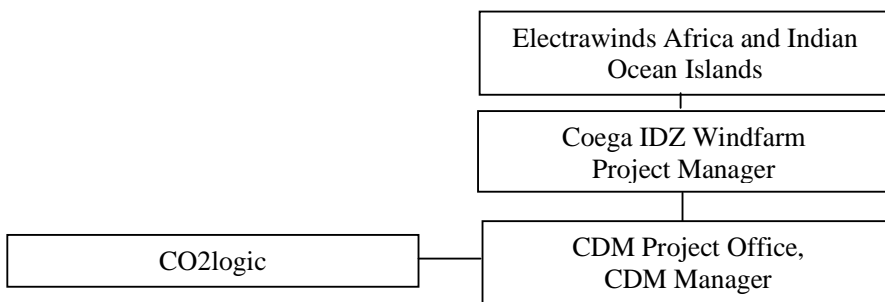 Electrawinds Africa and Indian
Ocean Islands
Coega IDZ Windfarm
Project Manager
CO2logic
CDM Project Office,
CDM Manager